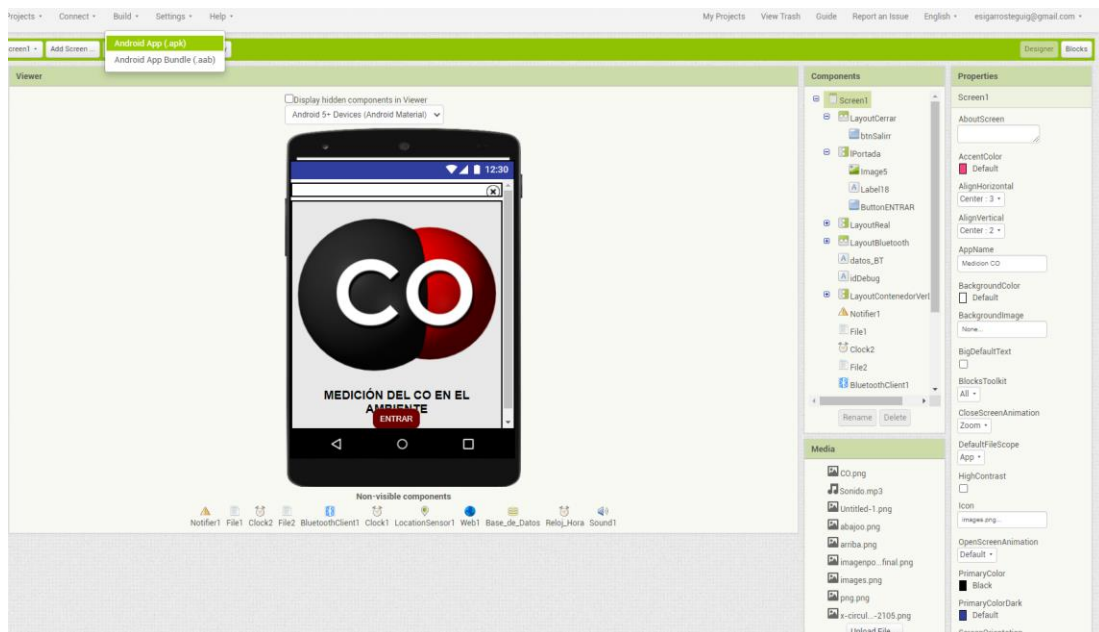 Projects Connect Build Settings Help My Projects View Trash Guide Report an Issue English esigarrosteguig@gmail.com
Screen1 Add Screen ... Designer Blocks
Android App (.apk)
Android App Bundle (.aab)
Viewer
Display hidden components in Viewer
Android 5+ Devices (Android Material)
12:30
CO
MEDICIÓN DEL CO EN EL
AMBIENTE
ENTRAR
Non-visible components
Notifier1 File1 Clock2 File2 BluetoothClient1 Clock1 LocationSensor1 Web1 Base_de_Datos Reloj_Hora Sound1
Components
Screen1
LayoutCerrar
btnSalirr
lPortada
Image5
Label18
ButtonENTRAR
LayoutReal
LayoutBluetooth
datos_BT
idDebug
LayoutContenedorVert
Notifier1
File1
Clock2
File2
BluetoothClient1
Rename Delete
Media
CO.png
Sonido.mp3
Untitled-1.png
abajoo.png
arriba.png
imagenpo...final.png
images.png
png.png
x-circul...-2105.png
Upload File ...
Properties
Screen1
AboutScreen
AccentColor
Default
AlignHorizontal
Center : 3
AlignVertical
Center : 2
AppName
Medicion CO
BackgroundColor
Default
BackgroundImage
None...
BigDefaultText
BlocksToolkit
All
CloseScreenAnimation
Zoom
DefaultFileScope
App
HighContrast
Icon
images.png...
OpenScreenAnimation
Default
PrimaryColor
Black
PrimaryColorDark
Default
ScreenOrientation